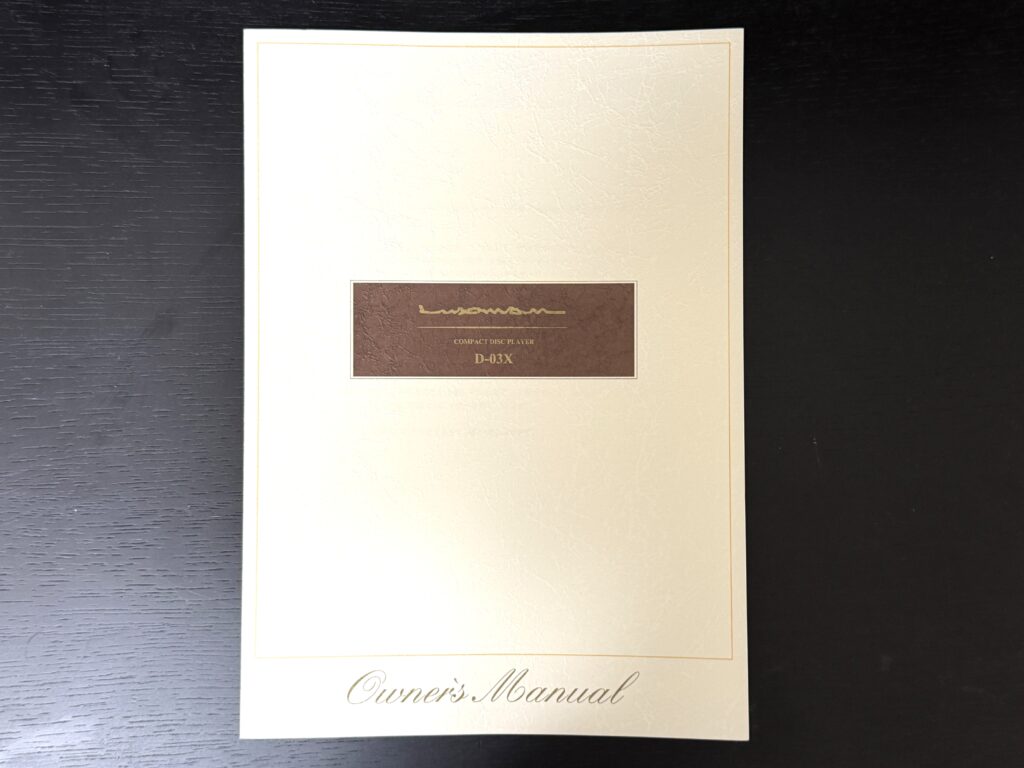 Luxman
COMPACT DISC PLAYER
D-03X
Owner's Manual